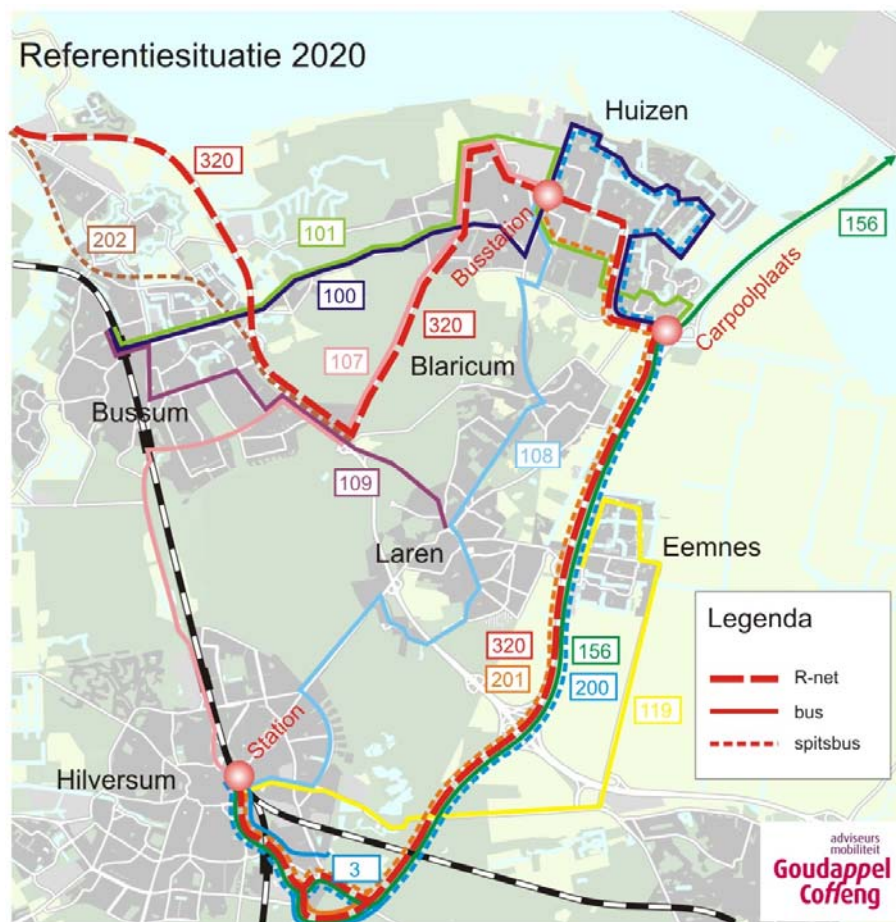 Referentiesituatie 2020
Huizen
320
156
202
101
Busstation
100
Carpoolplaats
320
107
Blaricum
Bussum
108
109
Laren
Eemnes
Legenda
320
156
R-net
201
200
119
bus
Station
spitsbus
Hilversum
3
adviseurs
mobiliteit
Goudappel
Coffeng